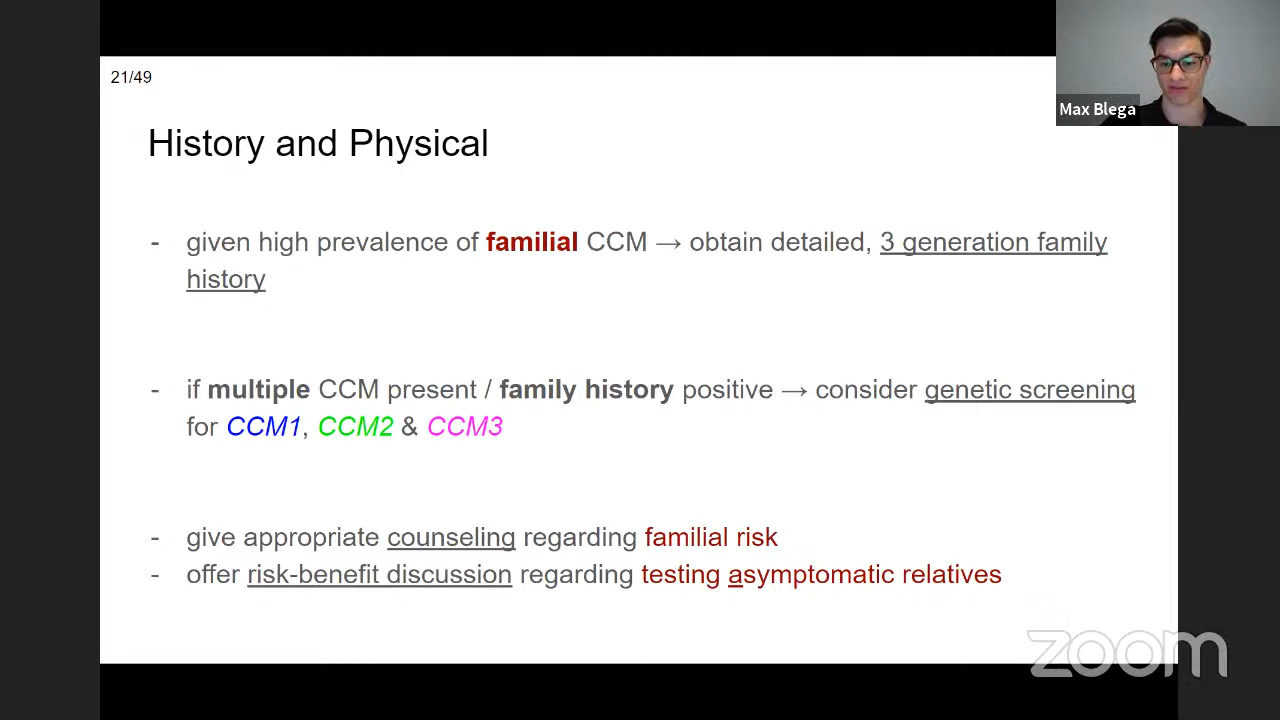 21/49
Max Blega
History and Physical
- given high prevalence of familial CCM → obtain detailed, 3 generation family
history
- if multiple CCM present / family history positive → consider genetic screening
for CCM1, CCM2 & CCM3
- give appropriate counseling regarding familial risk
- offer risk-benefit discussion regarding testing asymptomatic relatives
zoom